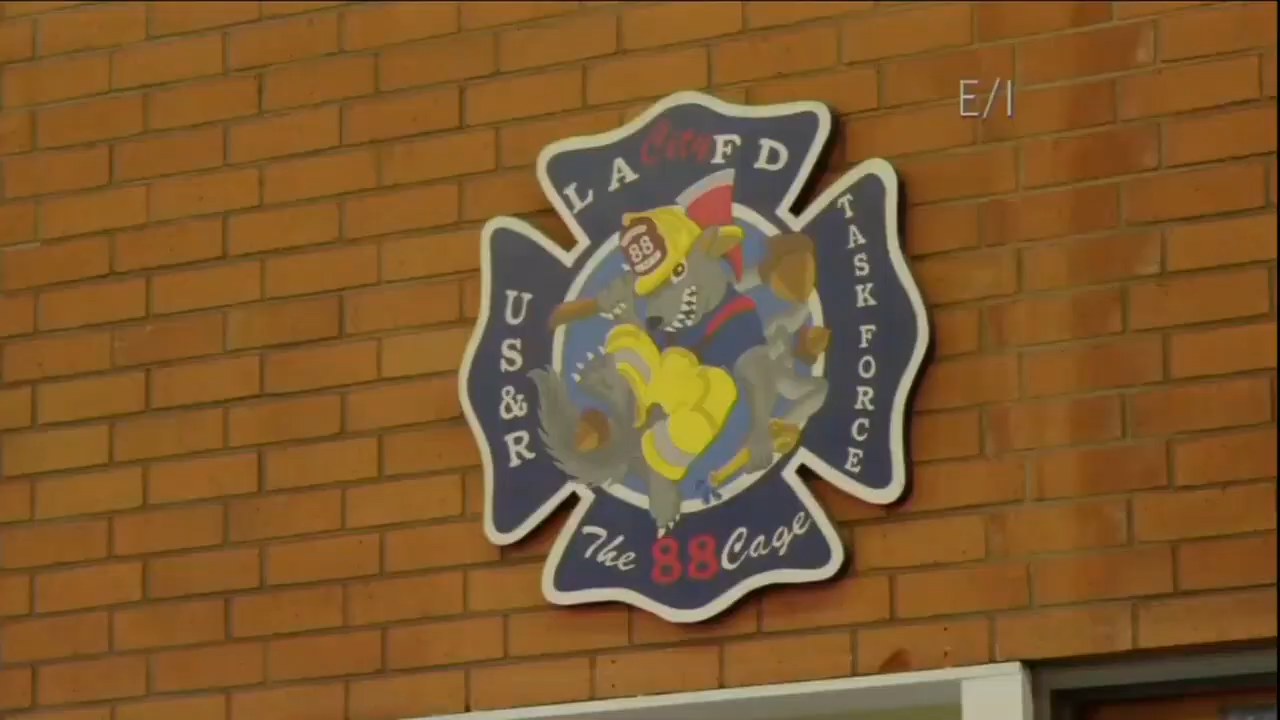 E/I
LA City FD
88
US&R
TASK FORCE
The 88 Cage